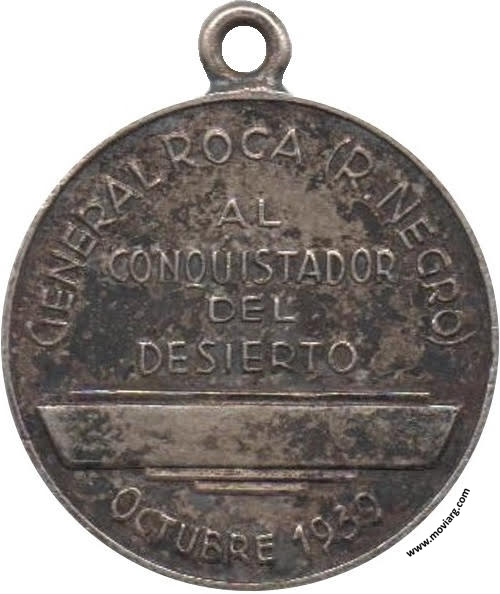 GENERAL ROCA (R. NEGRO)
AL
CONQUISTADOR
DEL
DESIERTO
OCTUBRE 1939
www.moviarg.com